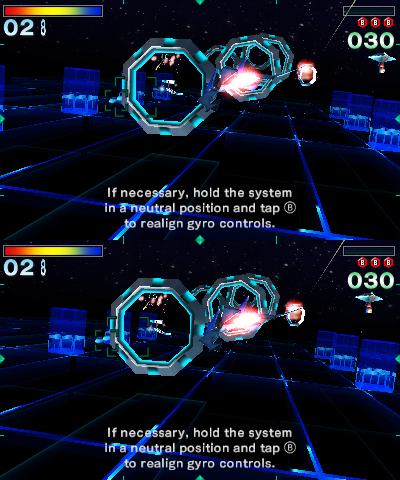 02
B B B
030
If necessary, hold the system
in a neutral position and tap Ⓑ
to realign gyro controls.
02
B B B
030
If necessary, hold the system
in a neutral position and tap Ⓑ
to realign gyro controls.